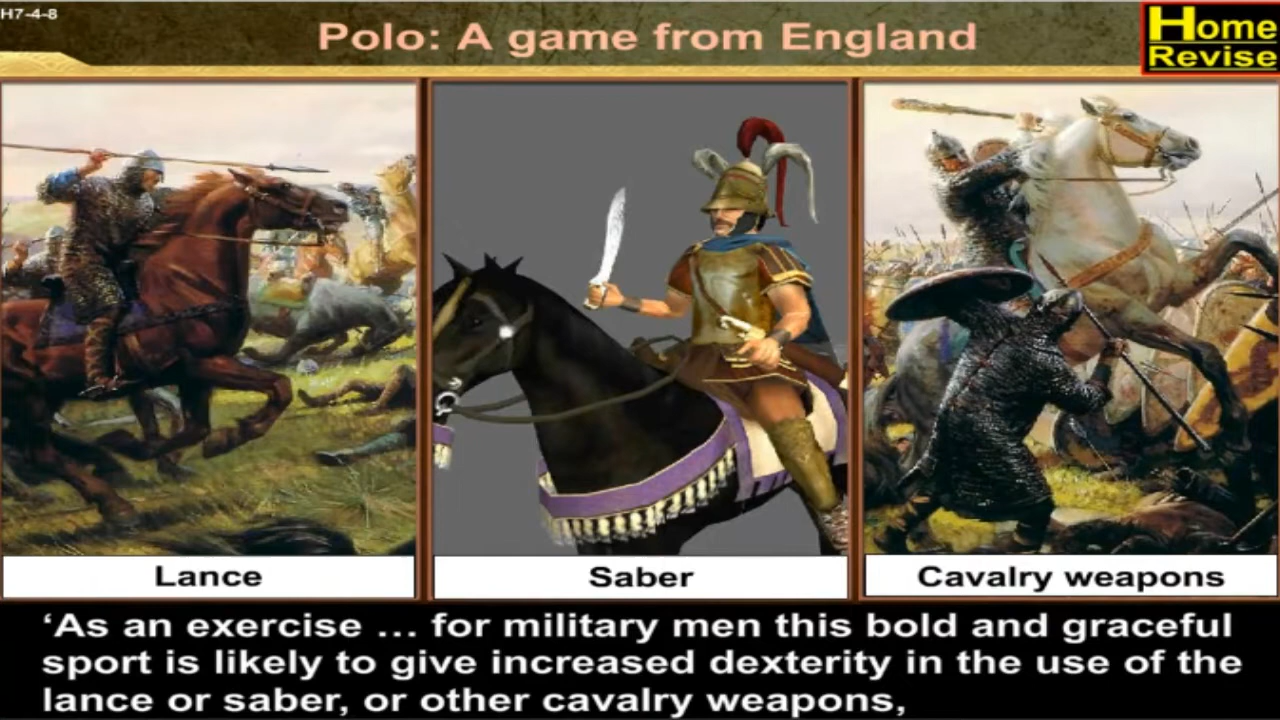 H7-4-8
Polo: A game from England
Home
Revise
Lance
Saber
Cavalry weapons
‘As an exercise ... for military men this bold and graceful
sport is likely to give increased dexterity in the use of the
lance or saber, or other cavalry weapons,